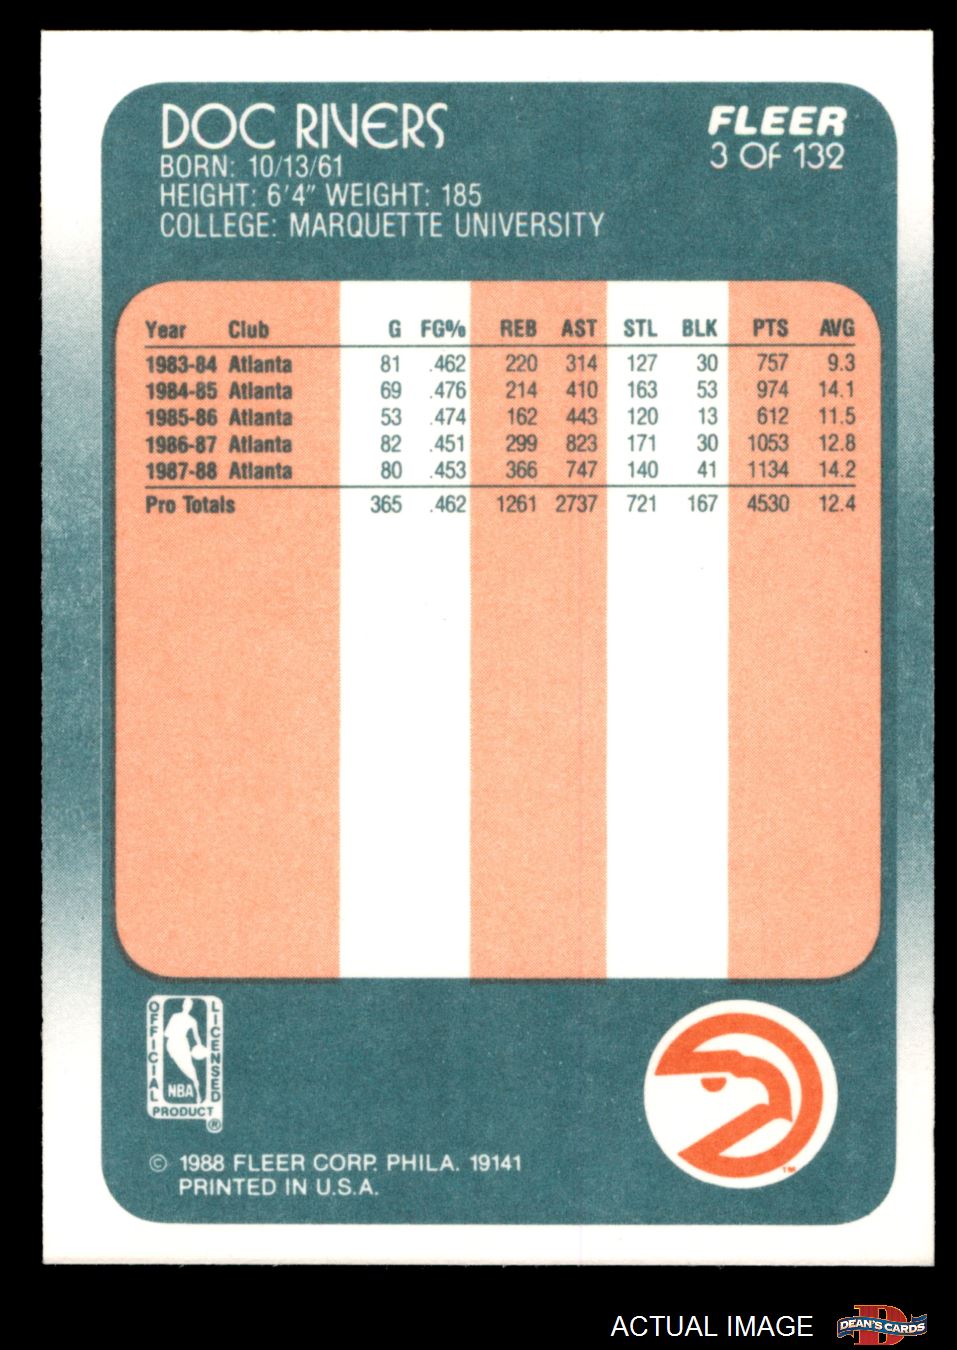 DOC RIVERS
BORN: 10/13/61
HEIGHT: 6'4" WEIGHT: 185
COLLEGE: MARQUETTE UNIVERSITY
FLEER
3 OF 132
Year Club G FG% REB AST STL BLK PTS AVG
1983-84 Atlanta 81 .462 220 314 127 30 757 9.3
1984-85 Atlanta 69 .476 214 410 163 53 974 14.1
1985-86 Atlanta 53 .474 162 443 120 13 612 11.5
1986-87 Atlanta 82 .451 299 823 171 30 1053 12.8
1987-88 Atlanta 80 .453 366 747 140 41 1134 14.2
Pro Totals 365 .462 1261 2737 721 167 4530 12.4
OFFICIAL
LICENSED
NBA
PRODUCT
®
TM
© 1988 FLEER CORP. PHILA. 19141
PRINTED IN U.S.A.
ACTUAL IMAGE
D
DEAN'S CARDS